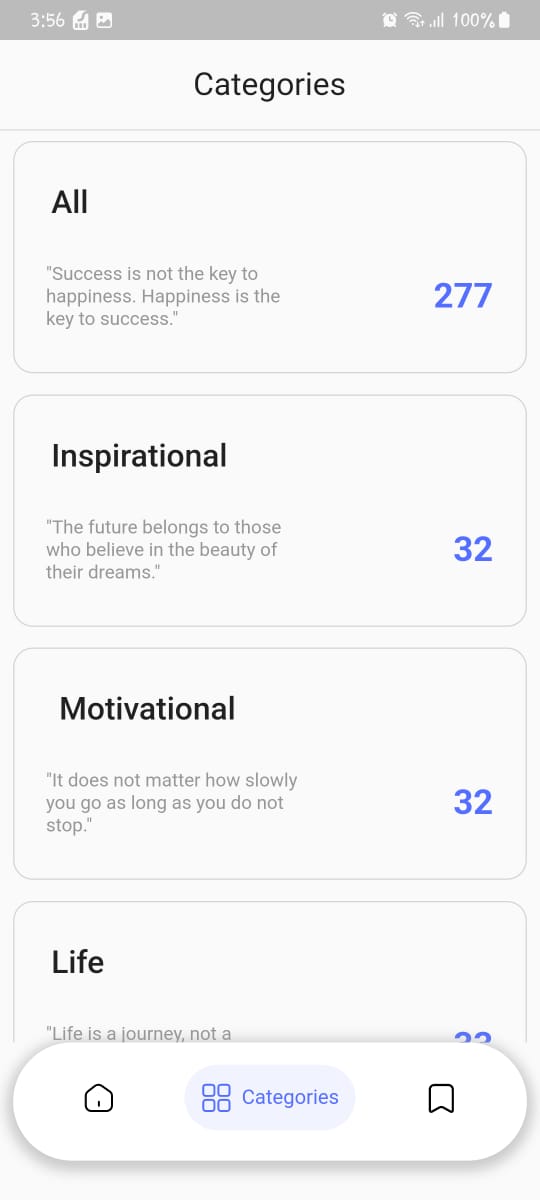 3:56 100%
Categories
All
"Success is not the key to
happiness. Happiness is the
key to success."
277
Inspirational
"The future belongs to those
who believe in the beauty of
their dreams."
32
Motivational
"It does not matter how slowly
you go as long as you do not
stop."
32
Life
"Life is a journey, not a
Categories